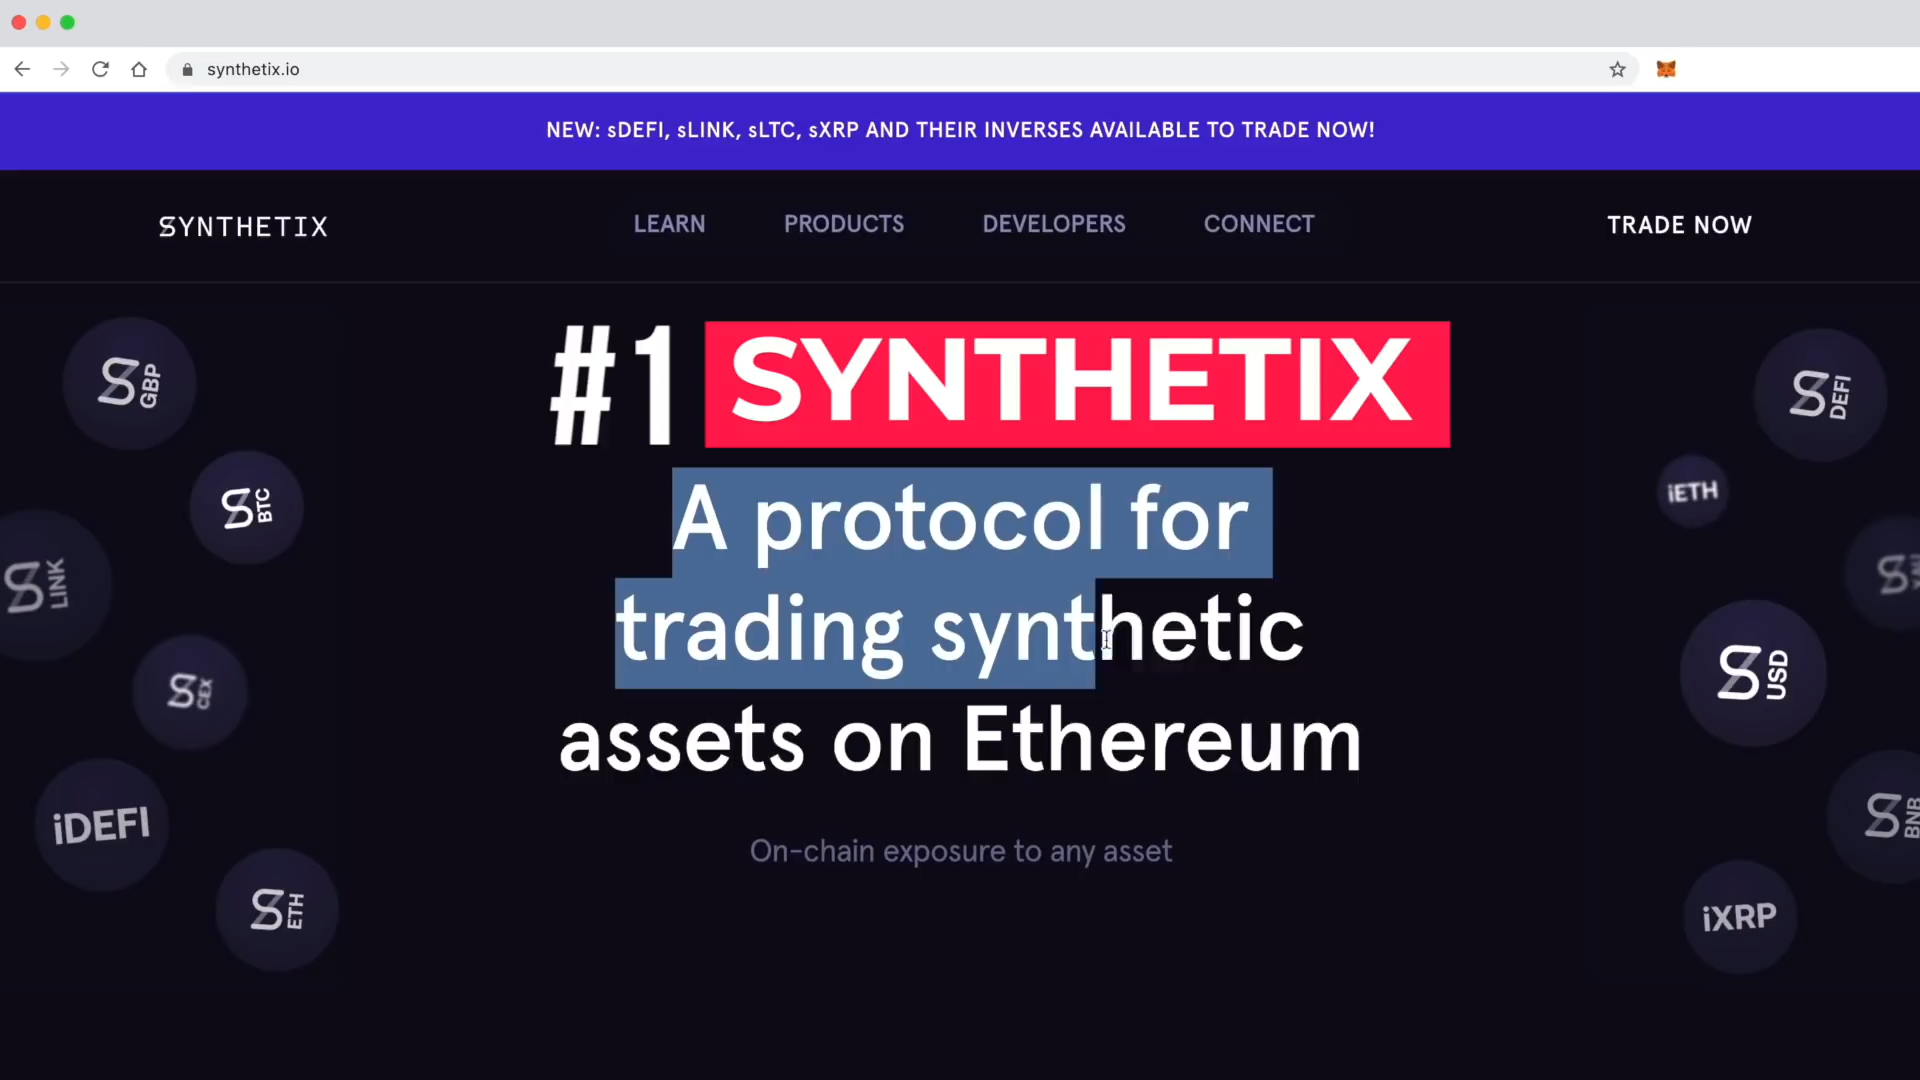 synthetix.io
NEW: sDEFI, sLINK, sLTC, sXRP AND THEIR INVERSES AVAILABLE TO TRADE NOW!
SYNTHETIX
LEARN
PRODUCTS
DEVELOPERS
CONNECT
TRADE NOW
#1 SYNTHETIX
A protocol for
trading synthetic
assets on Ethereum
On-chain exposure to any asset
S GBP
S BTC
S LINK
S CEX
iDEFI
S ETH
S DEFI
iETH
S USD
S BNB
iXRP